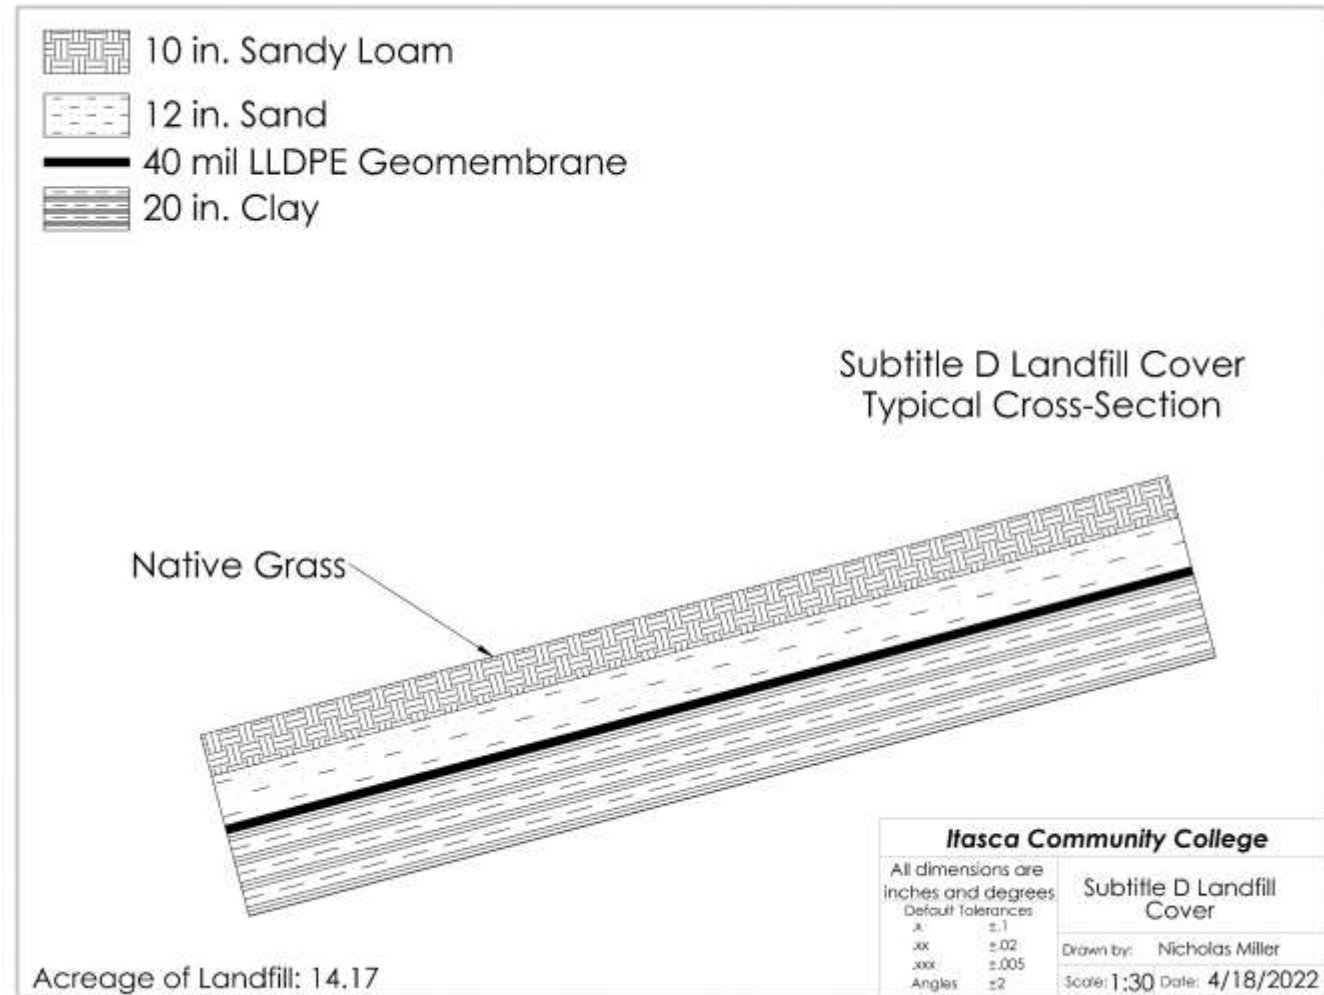 10 in. Sandy Loam
12 in. Sand
40 mil LLDPE Geomembrane
20 in. Clay
Subtitle D Landfill Cover
Typical Cross-Section
Native Grass
Itasca Community College
All dimensions are
inches and degrees
Default Tolerances
.x ±.1
.xx ±.02
.xxx ±.005
Angles ±2
Subtitle D Landfill
Cover
Drawn by: Nicholas Miller
Scale: 1:30 Date: 4/18/2022
Acreage of Landfill: 14.17